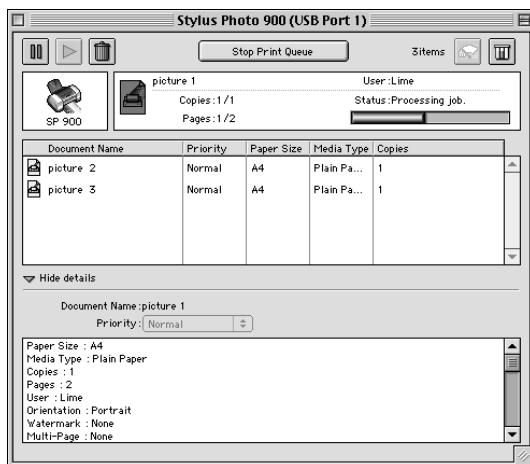 Stylus Photo 900 (USB Port 1)
Stop Print Queue
3items
SP 900
picture 1
User:Lime
Copies:1/1
Status:Processing job.
Pages:1/2
Document Name Priority Paper Size Media Type Copies
picture 2 Normal A4 Plain Pa... 1
picture 3 Normal A4 Plain Pa... 1
Hide details
Document Name:picture 1
Priority: Normal
Paper Size : A4
Media Type : Plain Paper
Copies : 1
Pages : 2
User : Lime
Orientation : Portrait
Watermark : None
Multi-Page : None